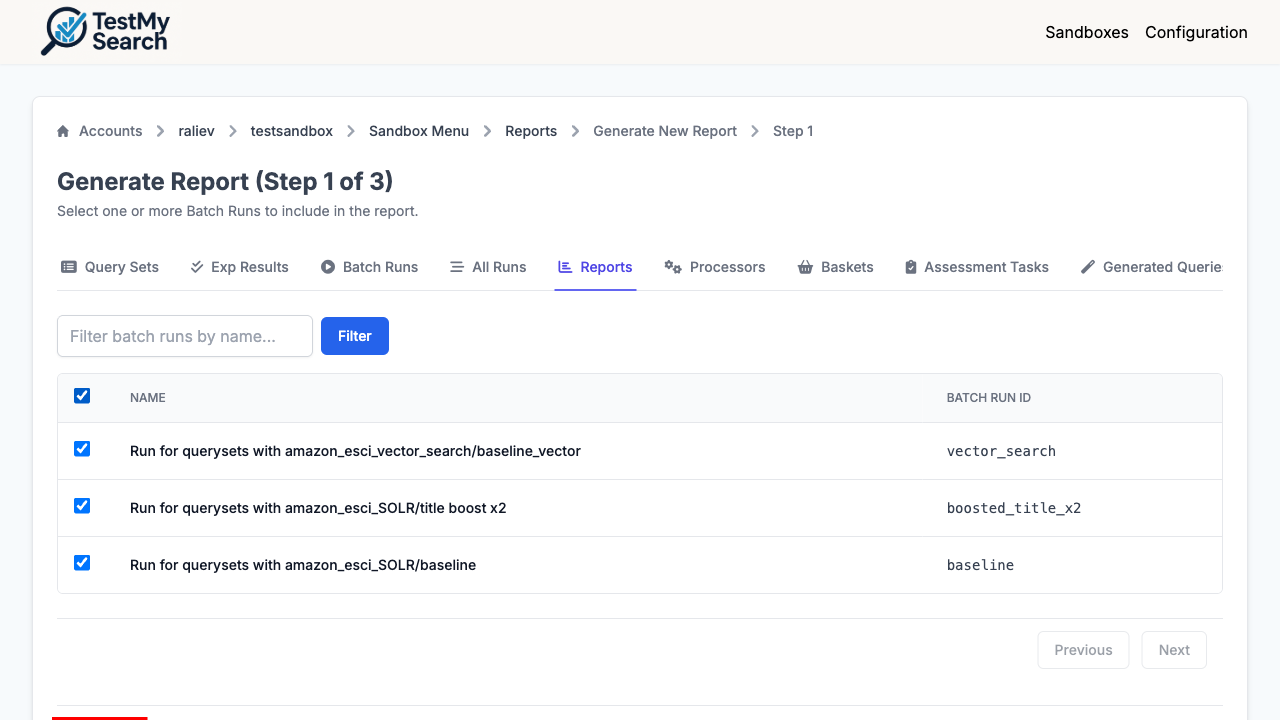 TestMy
Search
Sandboxes Configuration
Accounts raliev testsandbox Sandbox Menu Reports Generate New Report Step 1
Generate Report (Step 1 of 3)
Select one or more Batch Runs to include in the report.
Query Sets Exp Results Batch Runs All Runs Reports Processors Baskets Assessment Tasks Generated Querie
Filter batch runs by name... Filter
NAME BATCH RUN ID
Run for querysets with amazon_esci_vector_search/baseline_vector vector_search
Run for querysets with amazon_esci_SOLR/title boost x2 boosted_title_x2
Run for querysets with amazon_esci_SOLR/baseline baseline
Previous Next